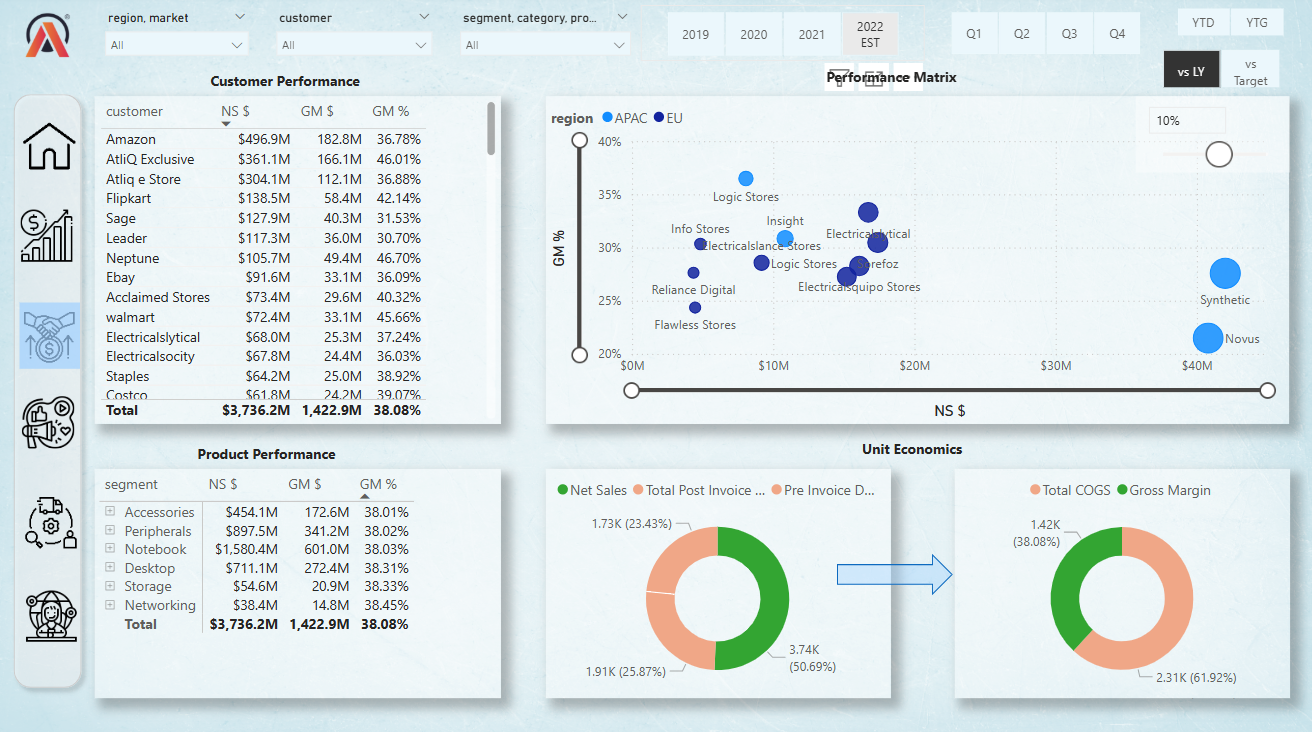 region, market
customer
segment, category, pro...
All
All
All
2019
2020
2021
2022
EST
Q1
Q2
Q3
Q4
YTD
YTG
vs LY
vs
Target
Customer Performance
customer NS $ GM $ GM %
Amazon $496.9M 182.8M 36.78%
AtliQ Exclusive $361.1M 166.1M 46.01%
Atliq e Store $304.1M 112.1M 36.88%
Flipkart $138.5M 58.4M 42.14%
Sage $127.9M 40.3M 31.53%
Leader $117.3M 36.0M 30.70%
Neptune $105.7M 49.4M 46.70%
Ebay $91.6M 33.1M 36.09%
Acclaimed Stores $73.4M 29.6M 40.32%
walmart $72.4M 33.1M 45.66%
Electricalslytical $68.0M 25.3M 37.24%
Electricalsocity $67.8M 24.4M 36.03%
Staples $64.2M 25.0M 38.92%
Costco $61.8M 24.2M 39.07%
Total $3,736.2M 1,422.9M 38.08%
Performance Matrix
region APAC EU
10%
GM %
40%
35%
30%
25%
20%
Logic Stores
Insight
Info Stores
Electricalslytical
Electricalslance Stores
Logic Stores
Sorefoz
Reliance Digital
Electricalsquipo Stores
Flawless Stores
Synthetic
Novus
$0M $10M $20M $30M $40M
NS $
Product Performance
segment NS $ GM $ GM %
Accessories $454.1M 172.6M 38.01%
Peripherals $897.5M 341.2M 38.02%
Notebook $1,580.4M 601.0M 38.03%
Desktop $711.1M 272.4M 38.31%
Storage $54.6M 20.9M 38.33%
Networking $38.4M 14.8M 38.45%
Total $3,736.2M 1,422.9M 38.08%
Unit Economics
Net Sales Total Post Invoice ... Pre Invoice D...
1.73K (23.43%)
3.74K
(50.69%)
1.91K (25.87%)
Total COGS Gross Margin
1.42K
(38.08%)
2.31K (61.92%)